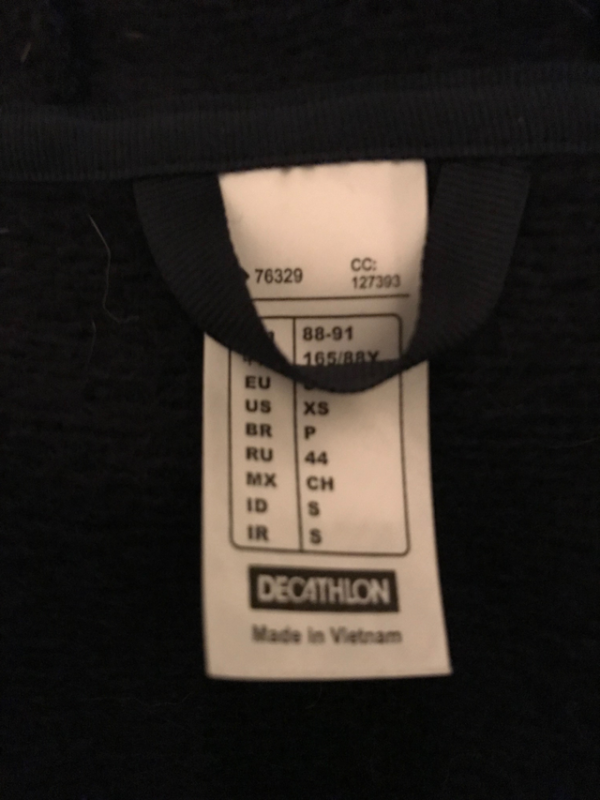 76329
CC:
127393
88-91
165/88Y
EU
US XS
BR P
RU 44
MX CH
ID S
IR S
DECATHLON
Made in Vietnam